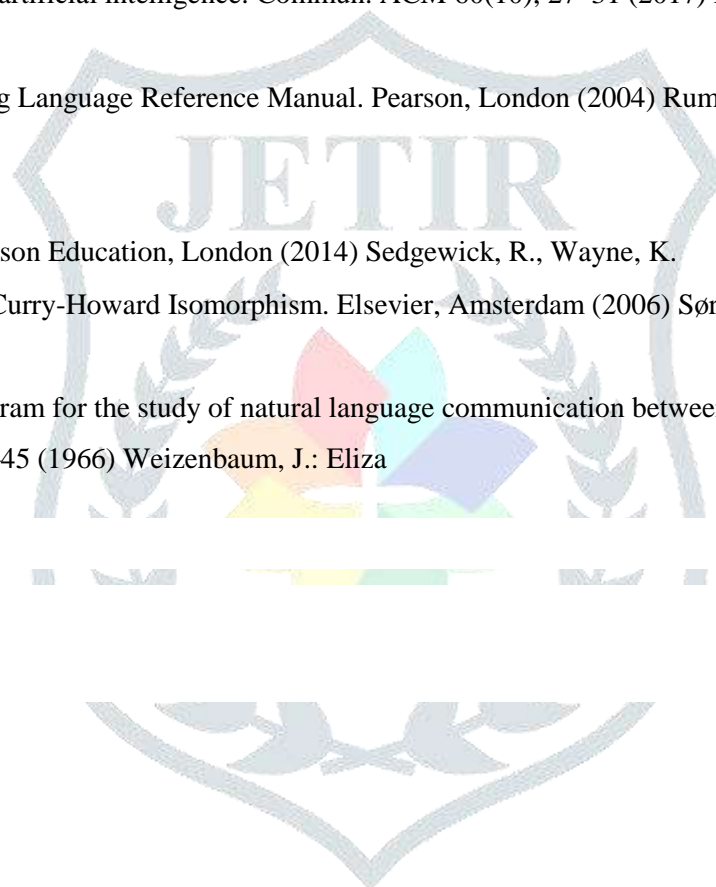 artificial intelligence. Commun. ACM 60(10), 27–31 (2017)
g Language Reference Manual. Pearson, London (2004) Rum
JETIR
son Education, London (2014) Sedgewick, R., Wayne, K.
Curry-Howard Isomorphism. Elsevier, Amsterdam (2006) Sør
ram for the study of natural language communication between
45 (1966) Weizenbaum, J.: Eliza